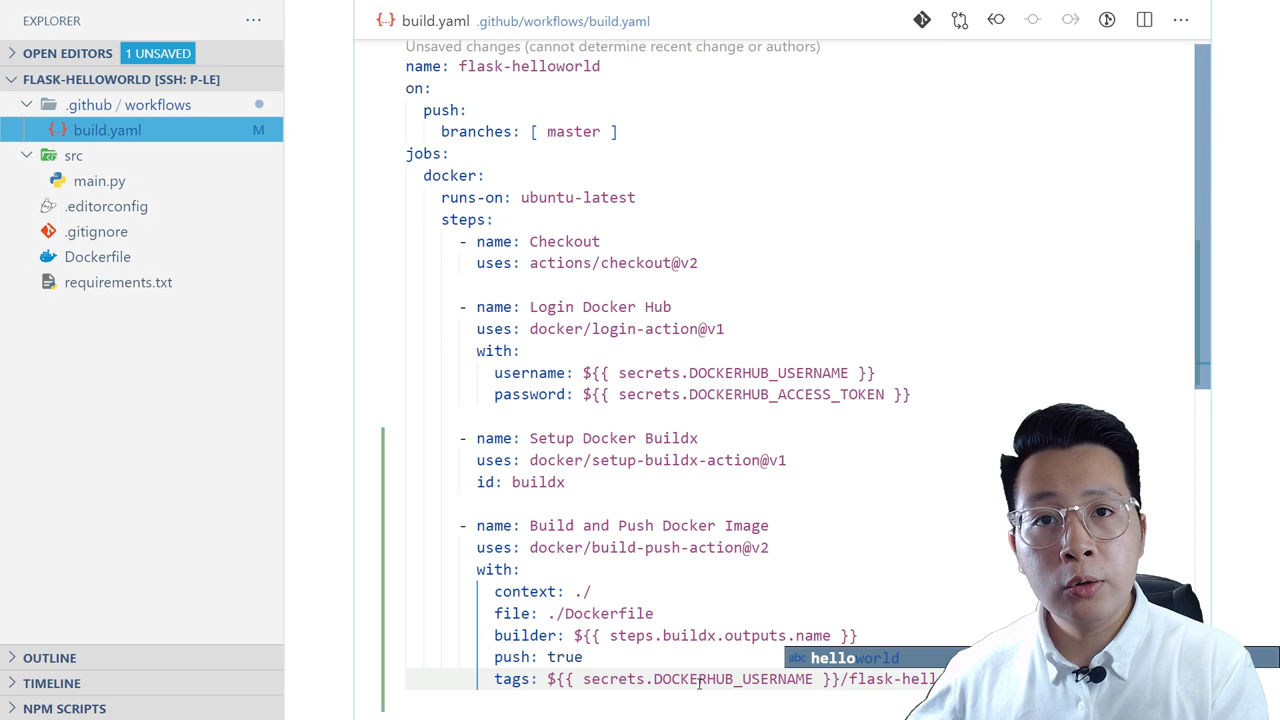 EXPLORER
OPEN EDITORS 1 UNSAVED
FLASK-HELLOWORLD [SSH: P-LE]
.github / workflows
build.yaml M
src
main.py
.editorconfig
.gitignore
Dockerfile
requirements.txt
OUTLINE
TIMELINE
NPM SCRIPTS
build.yaml .github/workflows/build.yaml
Unsaved changes (cannot determine recent change or authors)
name: flask-helloworld
on:
push:
branches: [ master ]
jobs:
docker:
runs-on: ubuntu-latest
steps:
- name: Checkout
uses: actions/checkout@v2
- name: Login Docker Hub
uses: docker/login-action@v1
with:
username: ${{ secrets.DOCKERHUB_USERNAME }}
password: ${{ secrets.DOCKERHUB_ACCESS_TOKEN }}
- name: Setup Docker Buildx
uses: docker/setup-buildx-action@v1
id: buildx
- name: Build and Push Docker Image
uses: docker/build-push-action@v2
with:
context: ./
file: ./Dockerfile
builder: ${{ steps.buildx.outputs.name }}
push: true
abc helloworld
tags: ${{ secrets.DOCKERHUB_USERNAME }}/flask-hell